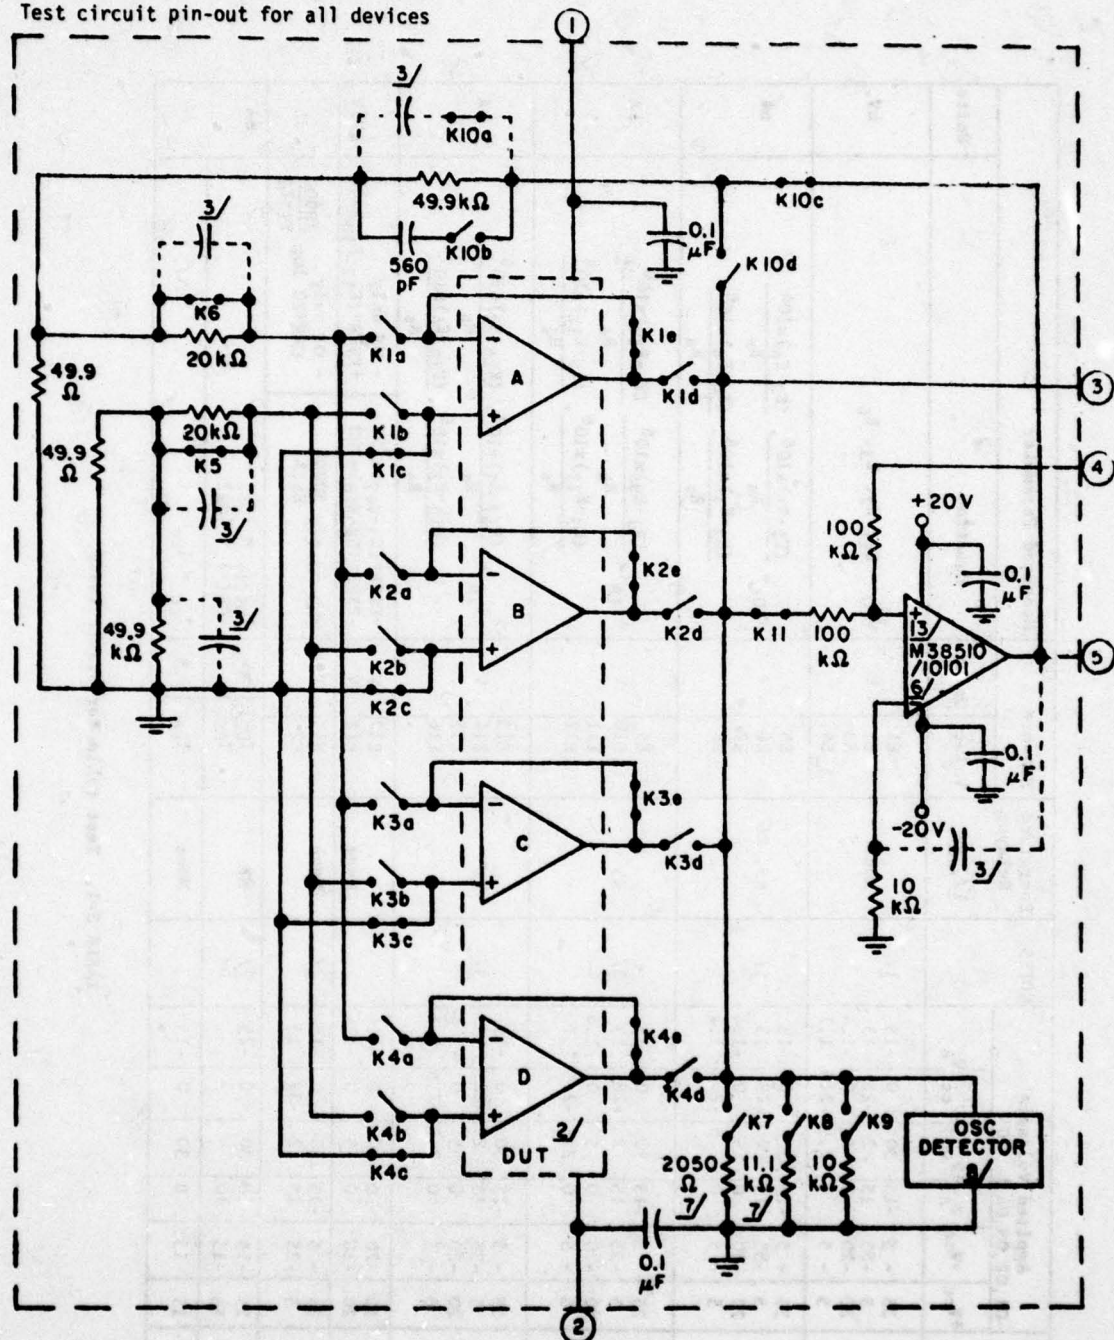 Test circuit pin-out for all devices
1
3/
K10a
49.9kΩ
K10c
3/
K10b
560
pF
0.1
μF
K10d
K6
20kΩ
K1a
-
A
+
K1e
K1d
3
49.9
Ω
20kΩ
K5
K1b
K1c
49.9
Ω
3/
4
+20V
100
kΩ
0.1
μF
K2a
-
B
+
K2e
K2d
K11
100
kΩ
K2b
K2c
49.9
kΩ
3/
+
13/
M38510
/10101
6/
-
5
0.1
μF
-20V
3/
10
kΩ
K3a
-
C
+
K3e
K3d
K3b
K3c
K4a
-
D
+
K4e
K4d
K4b
K4c
2/
DUT
K7
K8
K9
2050
Ω
7/
11.1
kΩ
7/
10
kΩ
OSC
DETECTOR
8/
0.1
μF
2